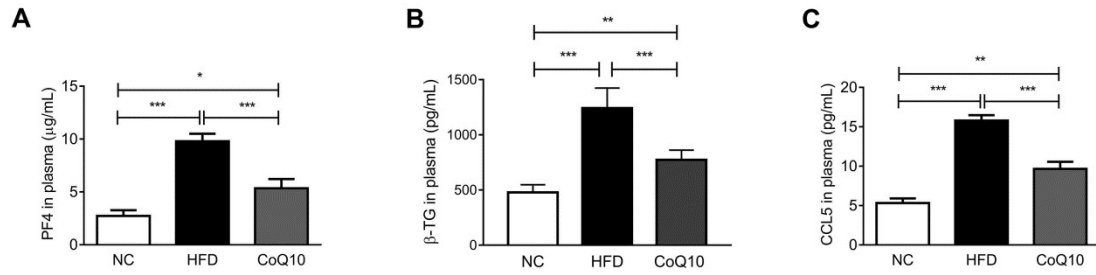 A
PF4 in plasma (μg/mL)
15
10
5
0
*
***
***
NC HFD CoQ10
B
β-TG in plasma (pg/mL)
1500
1000
500
0
**
***
***
NC HFD CoQ10
C
CCL5 in plasma (pg/mL)
20
15
10
5
0
**
***
***
NC HFD CoQ10